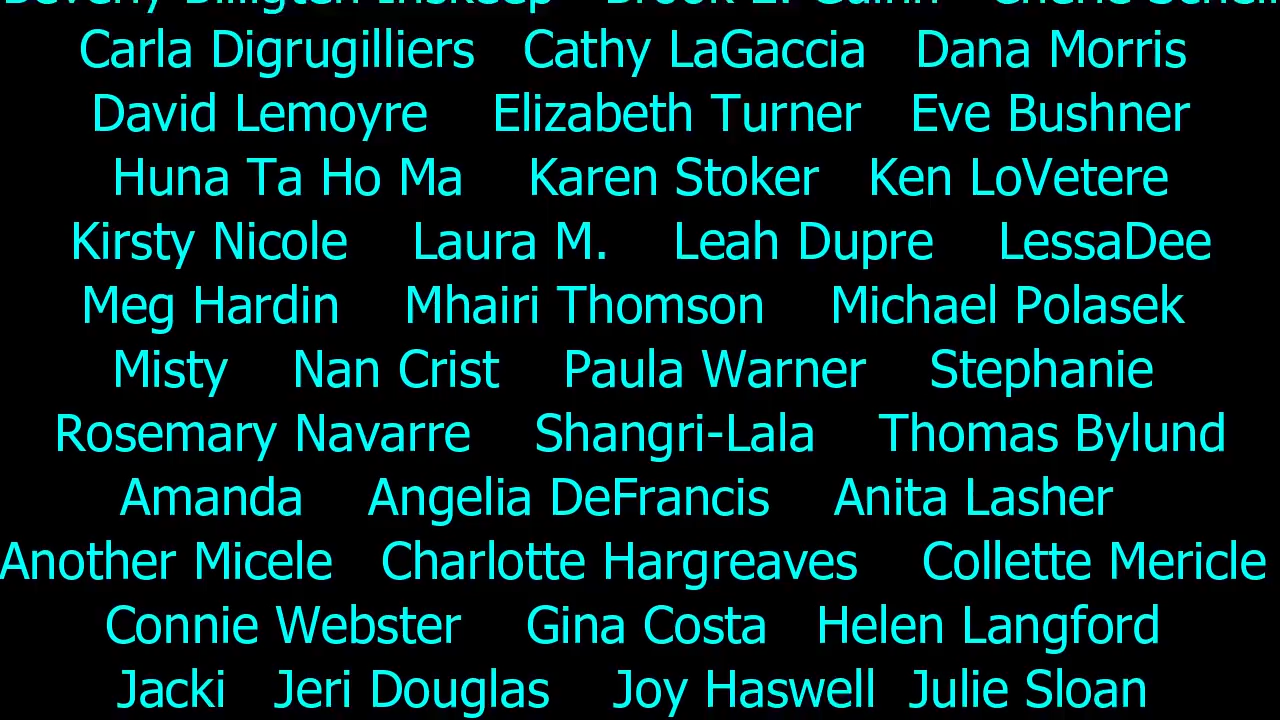 Carla Digrugilliers Cathy LaGaccia Dana Morris
David Lemoyre Elizabeth Turner Eve Bushner
Huna Ta Ho Ma Karen Stoker Ken LoVetere
Kirsty Nicole Laura M. Leah Dupre LessaDee
Meg Hardin Mhairi Thomson Michael Polasek
Misty Nan Crist Paula Warner Stephanie
Rosemary Navarre Shangri-Lala Thomas Bylund
Amanda Angelia DeFrancis Anita Lasher
Another Micele Charlotte Hargreaves Collette Mericle
Connie Webster Gina Costa Helen Langford
Jacki Jeri Douglas Joy Haswell Julie Sloan